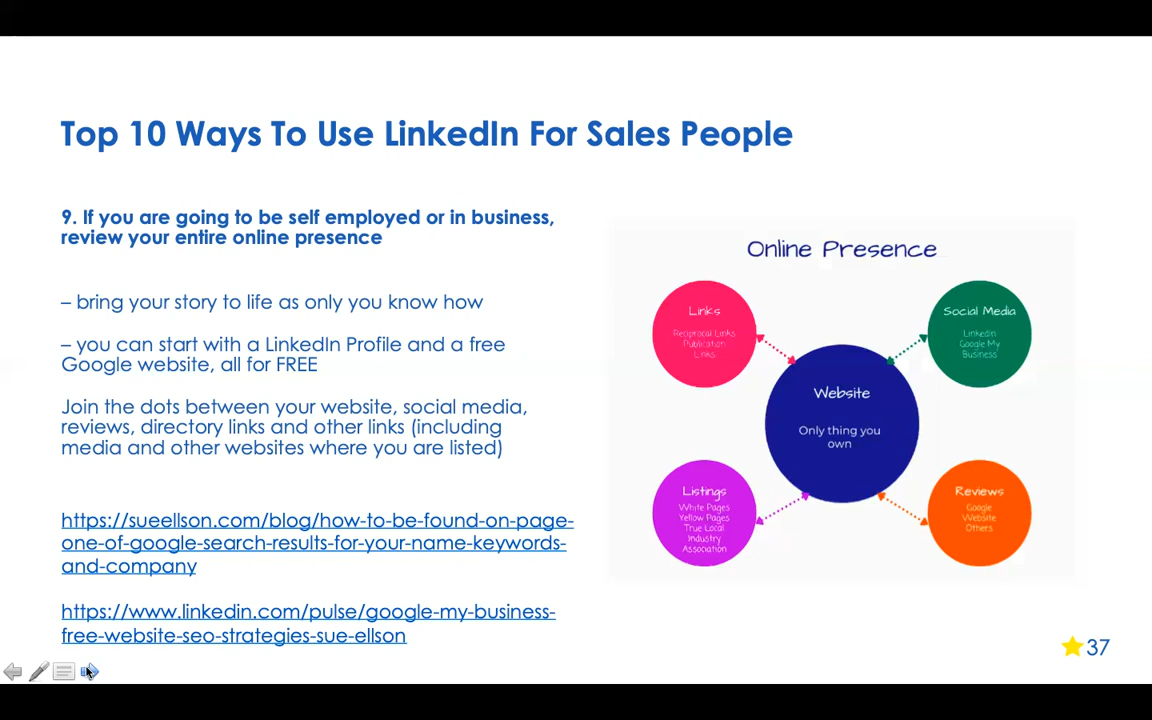 Top 10 Ways To Use LinkedIn For Sales People
9. If you are going to be self employed or in business,
review your entire online presence
– bring your story to life as only you know how
– you can start with a LinkedIn Profile and a free
Google website, all for FREE
Join the dots between your website, social media,
reviews, directory links and other links (including
media and other websites where you are listed)
https://sueellson.com/blog/how-to-be-found-on-page-
one-of-google-search-results-for-your-name-keywords-
and-company
https://www.linkedin.com/pulse/google-my-business-
free-website-seo-strategies-sue-ellson
Online Presence
Links
Reciprocal Links
Publication
Links
Social Media
Linkedin
Google My
Business
Website
Only thing you
own
Listings
White Pages
Yellow Pages
True Local
Industry
Association
Reviews
Google
Website
Others
37